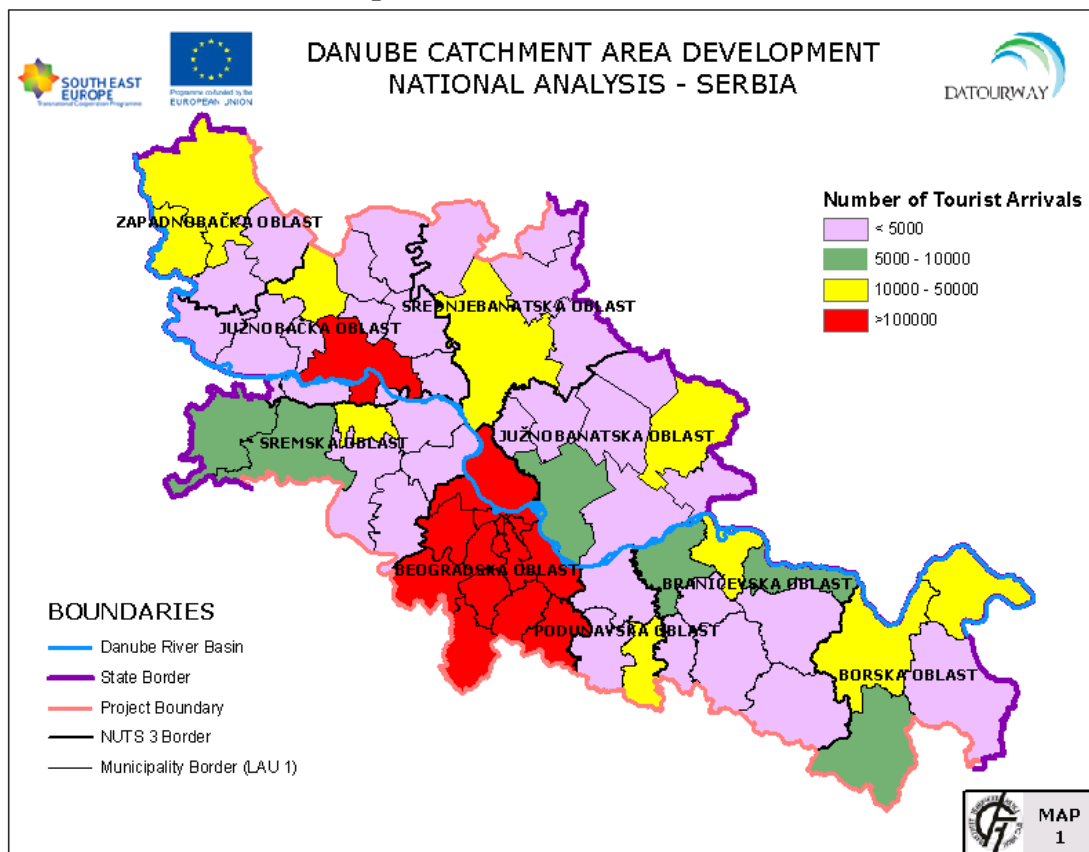 DANUBE CATCHMENT AREA DEVELOPMENT
NATIONAL ANALYSIS - SERBIA
SOUTH EAST
EUROPE
Transnational Cooperation Programme
Programme co-funded by the
EUROPEAN UNION
DATOURWAY
Number of Tourist Arrivals
< 5000
5000 - 10000
10000 - 50000
>100000
ZAPADNOBAČKA OBLAST
SREDNJEBANATSKA OBLAST
JUŽNOBAČKA OBLAST
SREMSKA OBLAST
JUŽNOBANATSKA OBLAST
BEOGRADSKA OBLAST
BRANIČEVSKA OBLAST
PODUNAVSKA OBLAST
BORSKA OBLAST
BOUNDARIES
Danube River Basin
State Border
Project Boundary
NUTS 3 Border
Municipality Border (LAU 1)
MAP
1